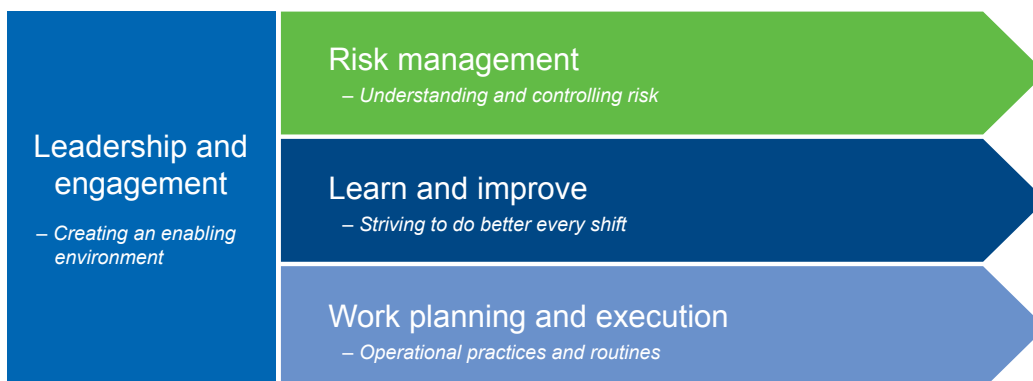 Leadership and
engagement
– Creating an enabling
environment
Risk management
– Understanding and controlling risk
Learn and improve
– Striving to do better every shift
Work planning and execution
– Operational practices and routines